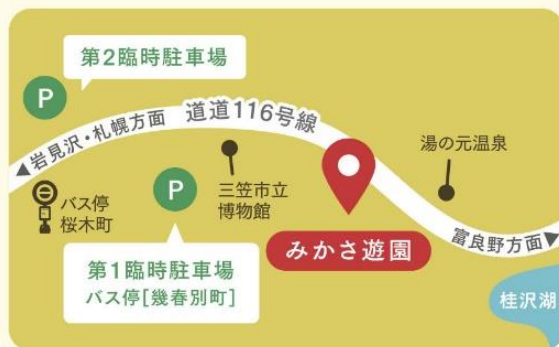 第2臨時駐車場
P
◀岩見沢・札幌方面
道道116号線
湯の元温泉
バス停
桜木町
P
三笠市立
博物館
みかさ遊園
富良野方面▶
第1臨時駐車場
バス停[幾春別町]
桂沢湖